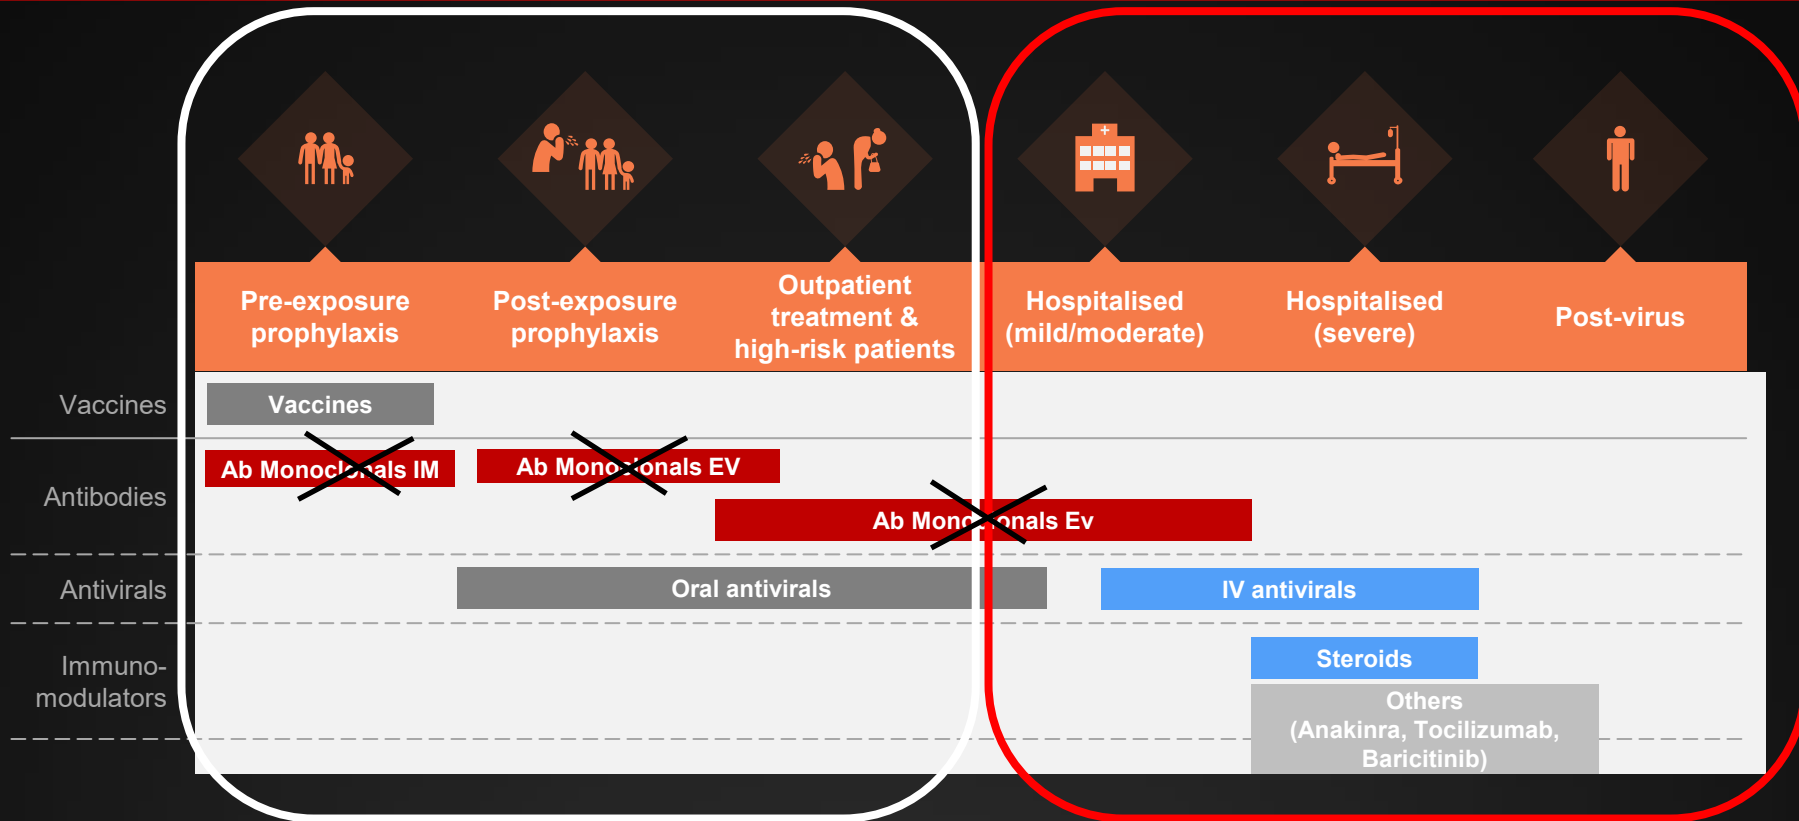 Pre-exposure
prophylaxis
Post-exposure
prophylaxis
Outpatient
treatment &
high-risk patients
Hospitalised
(mild/moderate)
Hospitalised
(severe)
Post-virus
Vaccines
Vaccines
Antibodies
Ab Monoclonals IM
Ab Monoclonals EV
Ab Monoclonals Ev
Antivirals
Oral antivirals
IV antivirals
Immuno-
modulators
Steroids
Others
(Anakinra, Tocilizumab,
Baricitinib)